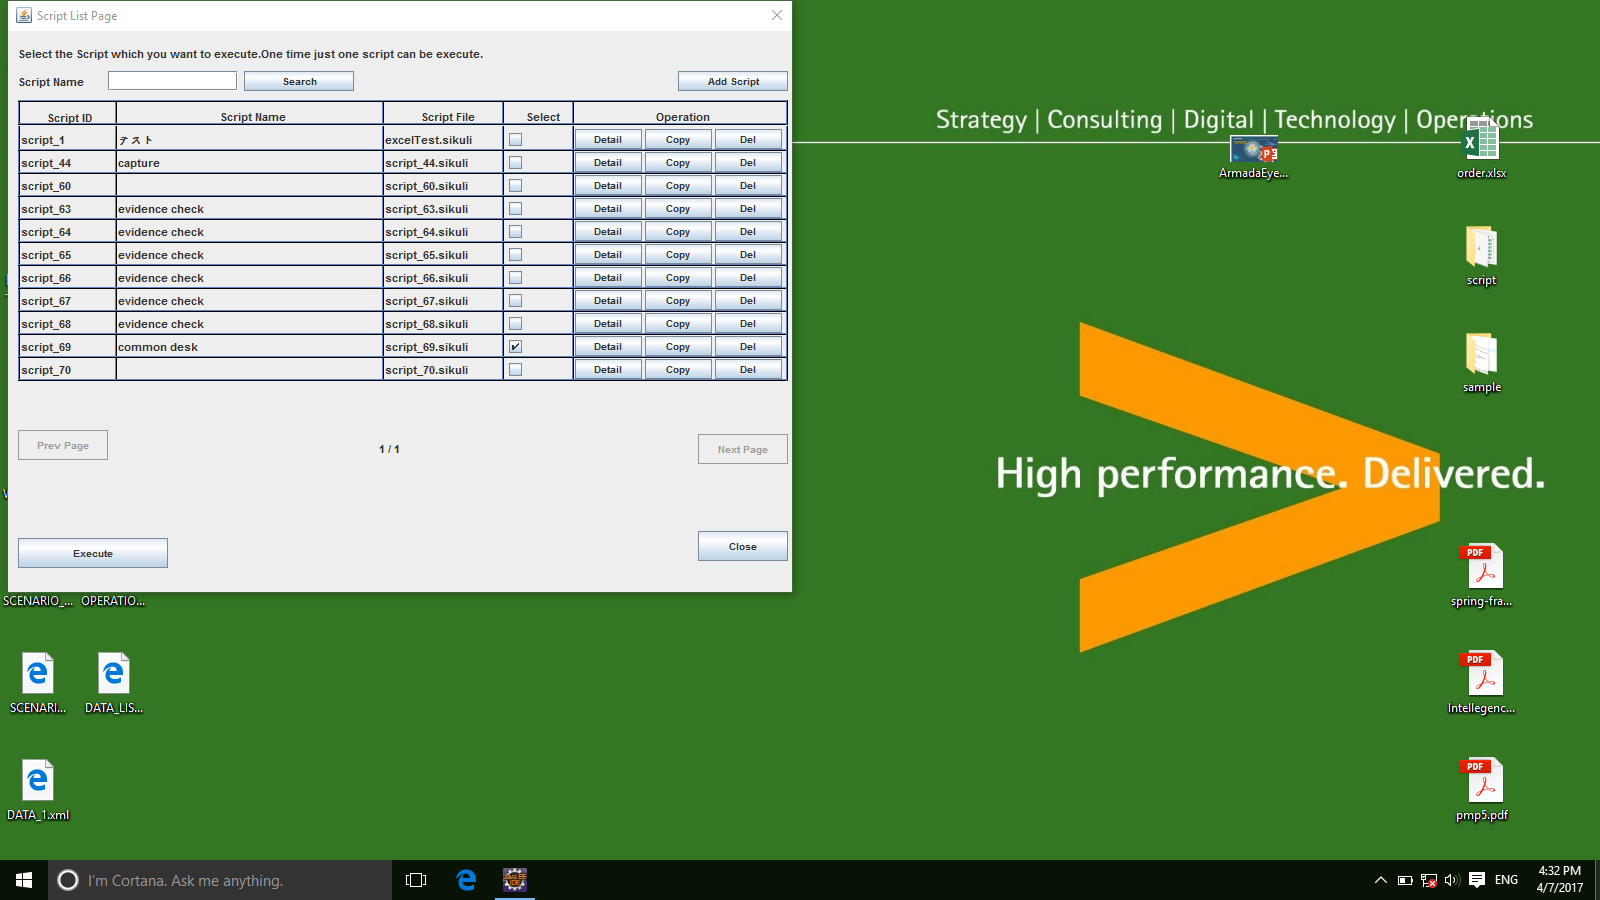 Script List Page
Select the Script which you want to execute.One time just one script can be execute.
Script Name Search Add Script
Script ID Script Name Script File Select Operation
script_1 テスト excelTest.sikuli Detail Copy Del
script_44 capture script_44.sikuli Detail Copy Del
script_60 script_60.sikuli Detail Copy Del
script_63 evidence check script_63.sikuli Detail Copy Del
script_64 evidence check script_64.sikuli Detail Copy Del
script_65 evidence check script_65.sikuli Detail Copy Del
script_66 evidence check script_66.sikuli Detail Copy Del
script_67 evidence check script_67.sikuli Detail Copy Del
script_68 evidence check script_68.sikuli Detail Copy Del
script_69 common desk script_69.sikuli Detail Copy Del
script_70 script_70.sikuli Detail Copy Del
Prev Page 1 / 1 Next Page
Execute Close
Strategy | Consulting | Digital | Technology | Operations
ArmadaEye... order.xlsx
script
sample
High performance. Delivered.
PDF
spring-fra...
SCENARIO_... OPERATIO...
PDF
SCENARI... DATA_LIS... Intellegenc...
PDF
DATA_1.xml pmp5.pdf
I'm Cortana. Ask me anything.
ENG
4:32 PM
4/7/2017